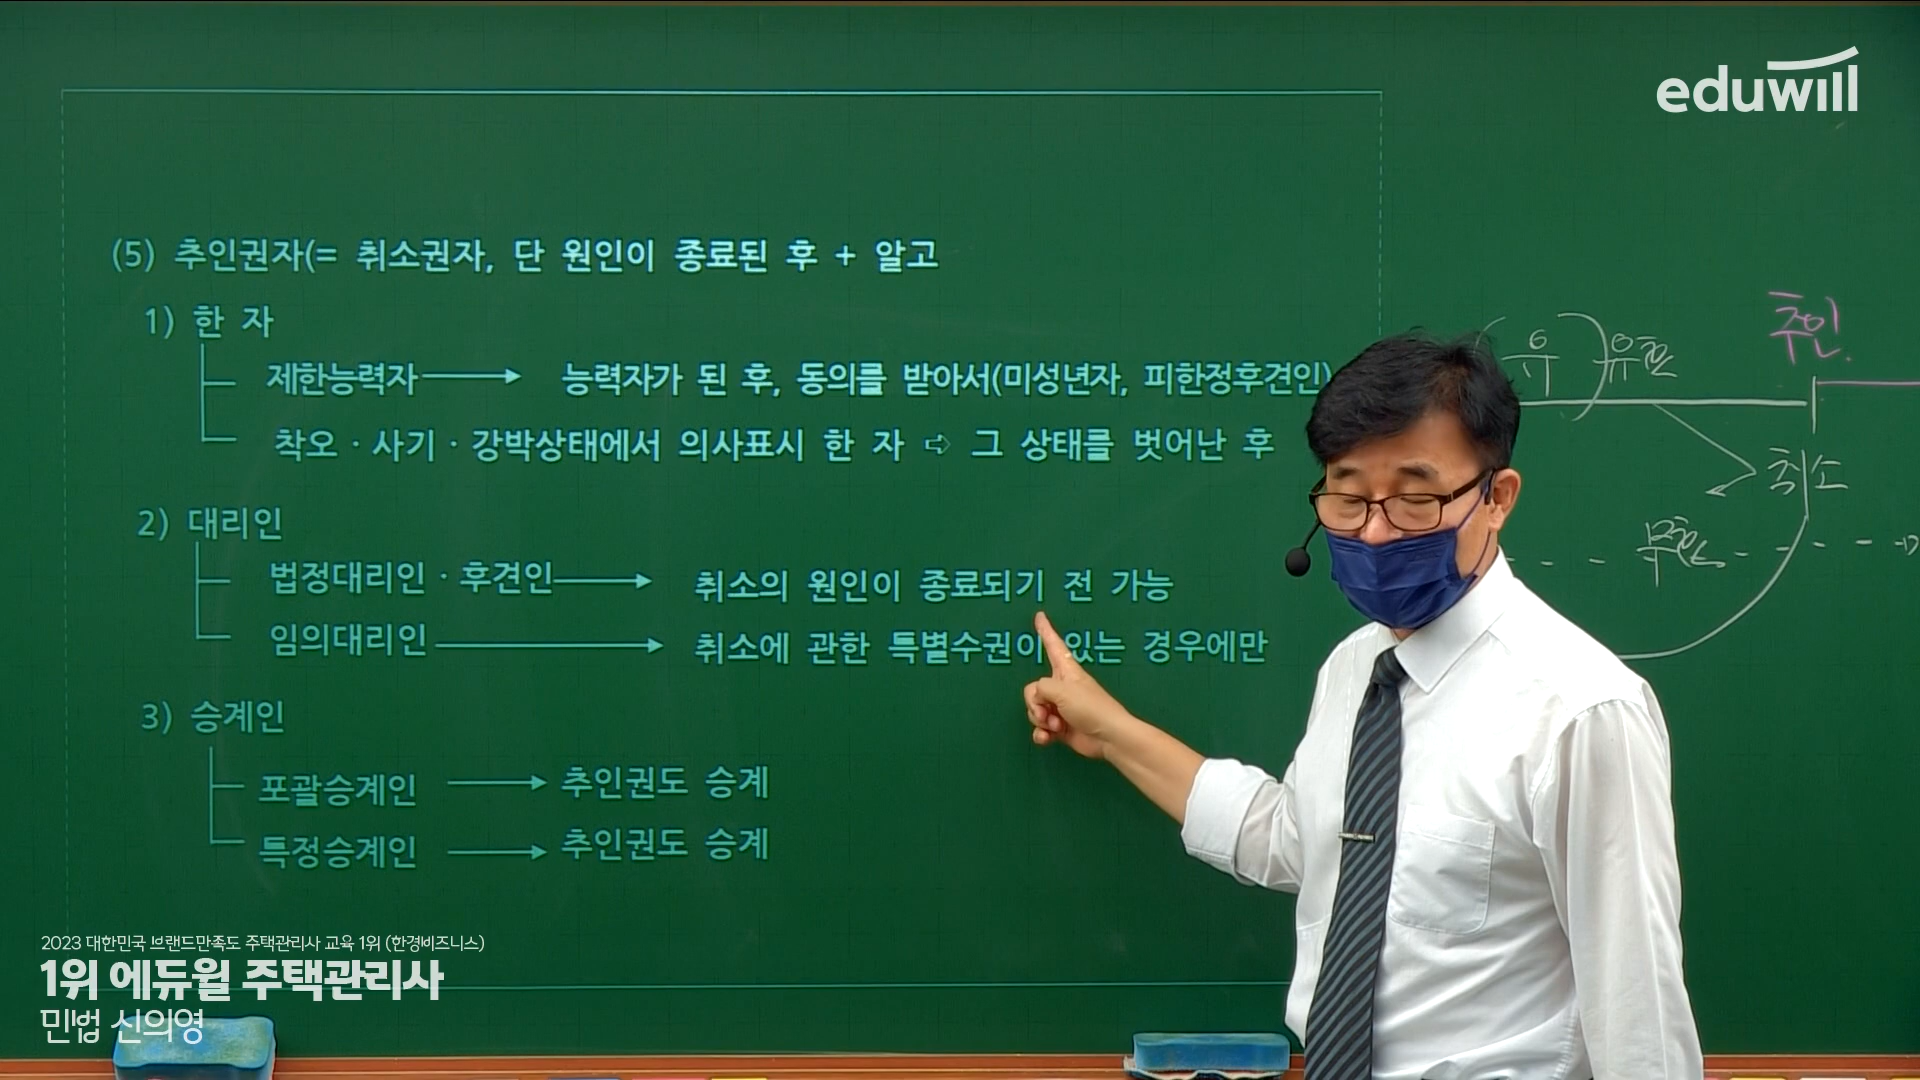 eduwill
(5) 추인권자(= 취소권자, 단 원인이 종료된 후 + 알고
1) 한 자
제한능력자 → 능력자가 된 후, 동의를 받아서(미성년자, 피한정후견인)
착오 · 사기 · 강박상태에서 의사표시 한 자 ➪ 그 상태를 벗어난 후
2) 대리인
법정대리인 · 후견인 → 취소의 원인이 종료되기 전 가능
임의대리인 → 취소에 관한 특별수권이 있는 경우에만
3) 승계인
포괄승계인 → 추인권도 승계
특정승계인 → 추인권도 승계
추인.
(유) 유효
취소
무효
2023 대한민국 브랜드만족도 주택관리사 교육 1위 (한경비즈니스)
1위 에듀윌 주택관리사
민법 신의영